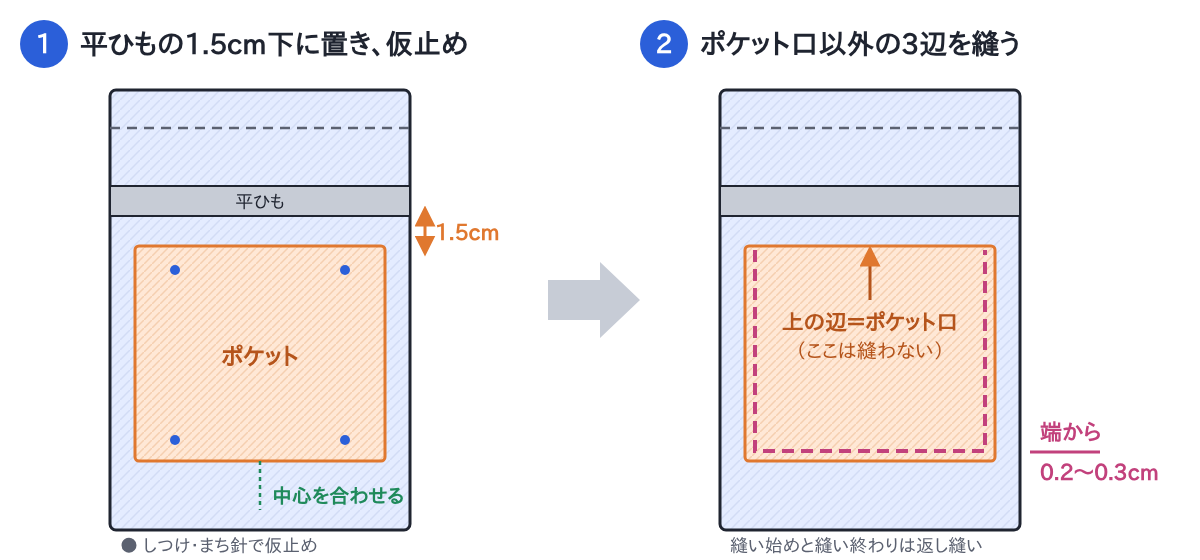 1 平ひもの1.5cm下に置き、仮止め
平ひも
1.5cm
ポケット
中心を合わせる
しつけ・まち針で仮止め
2 ポケット口以外の3辺を縫う
上の辺=ポケット口
（ここは縫わない）
端から
0.2〜0.3cm
縫い始めと縫い終わりは返し縫い